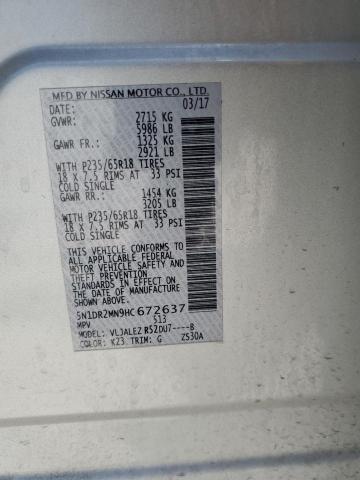 MFD BY NISSAN MOTOR CO., LTD.
DATE: 03/17
GVWR: 2715 KG
5986 LB
GAWR FR.: 1325 KG
2921 LB
WITH P235/65R18 TIRES
18 X 7.5 RIMS AT 33 PSI
COLD SINGLE
GAWR RR.: 1454 KG
3205 LB
WITH P235/65R18 TIRES
18 X 7.5 RIMS AT 33 PSI
COLD SINGLE
THIS VEHICLE CONFORMS TO
ALL APPLICABLE FEDERAL
MOTOR VEHICLE SAFETY AND
THEFT PREVENTION
STANDARDS IN EFFECT ON
THE DATE OF MANUFACTURE
SHOWN ABOVE.
5N1DR2MN9HC672637
MPV 513
MODEL: VLJALEZ R52DU7----B
COLOR: K23 TRIM: G ZS30A